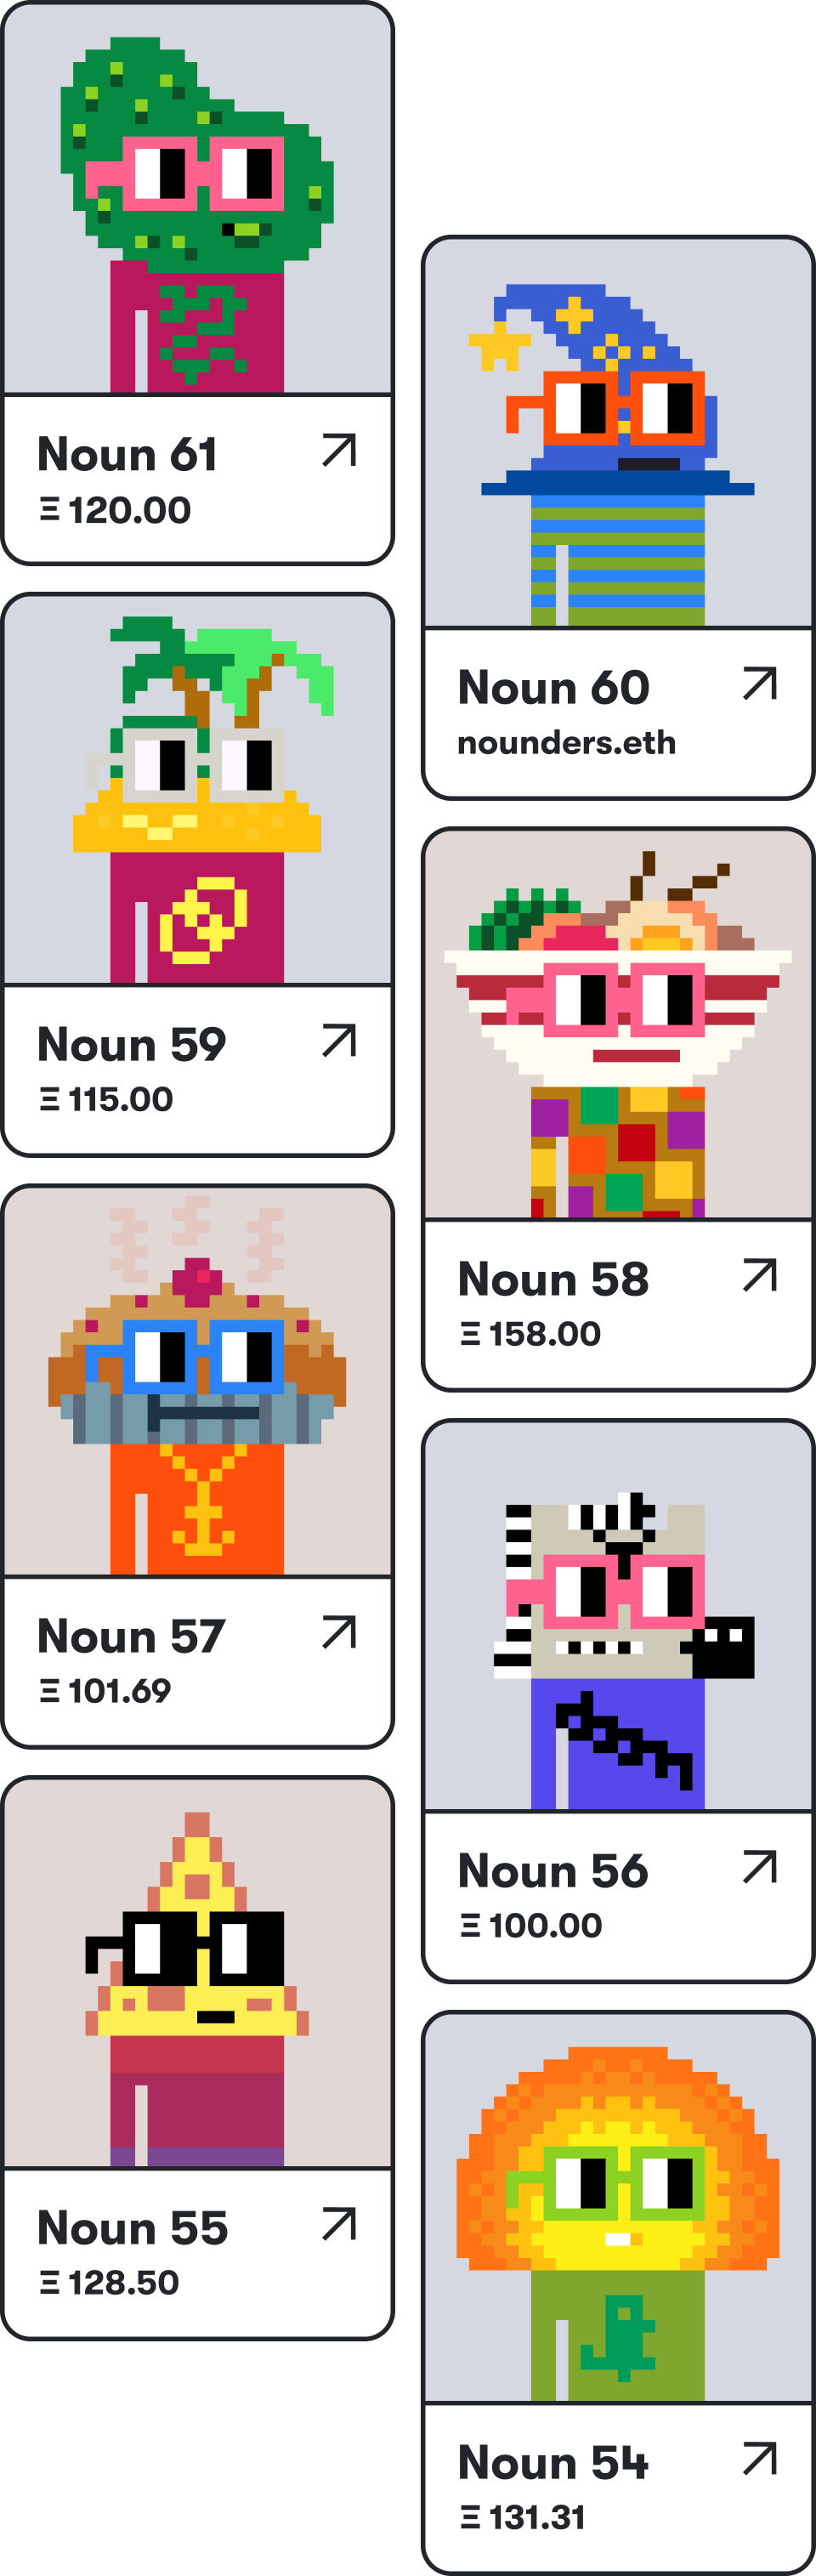 Noun 61
Ξ 120.00
Noun 60
nounders.eth
Noun 59
Ξ 115.00
Noun 58
Ξ 158.00
Noun 57
Ξ 101.69
Noun 56
Ξ 100.00
Noun 55
Ξ 128.50
Noun 54
Ξ 131.31